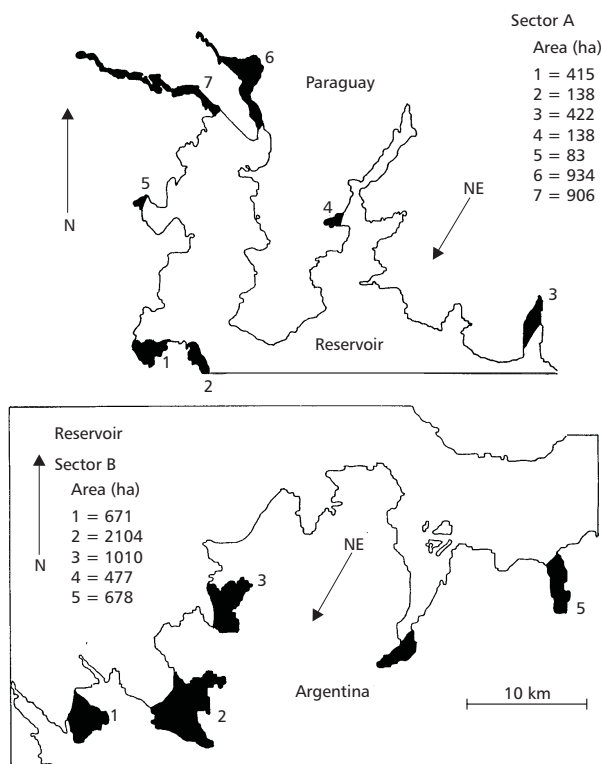 Sector A
Area (ha)
1 = 415
2 = 138
3 = 422
4 = 138
5 = 83
6 = 934
7 = 906
6
7
Paraguay
5
N
4
NE
3
Reservoir
1
2
Reservoir
Sector B
Area (ha)
1 = 671
2 = 2104
3 = 1010
4 = 477
5 = 678
N
NE
3
5
Argentina
10 km
1
2